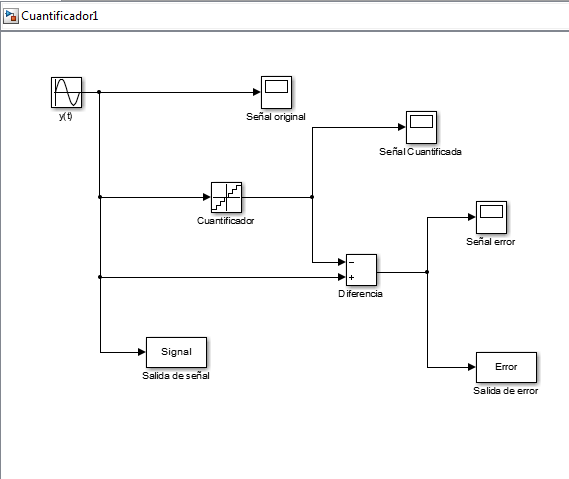 Cuantificador1
y(t)
Señal original
Señal Cuantificada
Cuantificador
Señal error
−
+
Diferencia
Signal
Salida de señal
Error
Salida de error